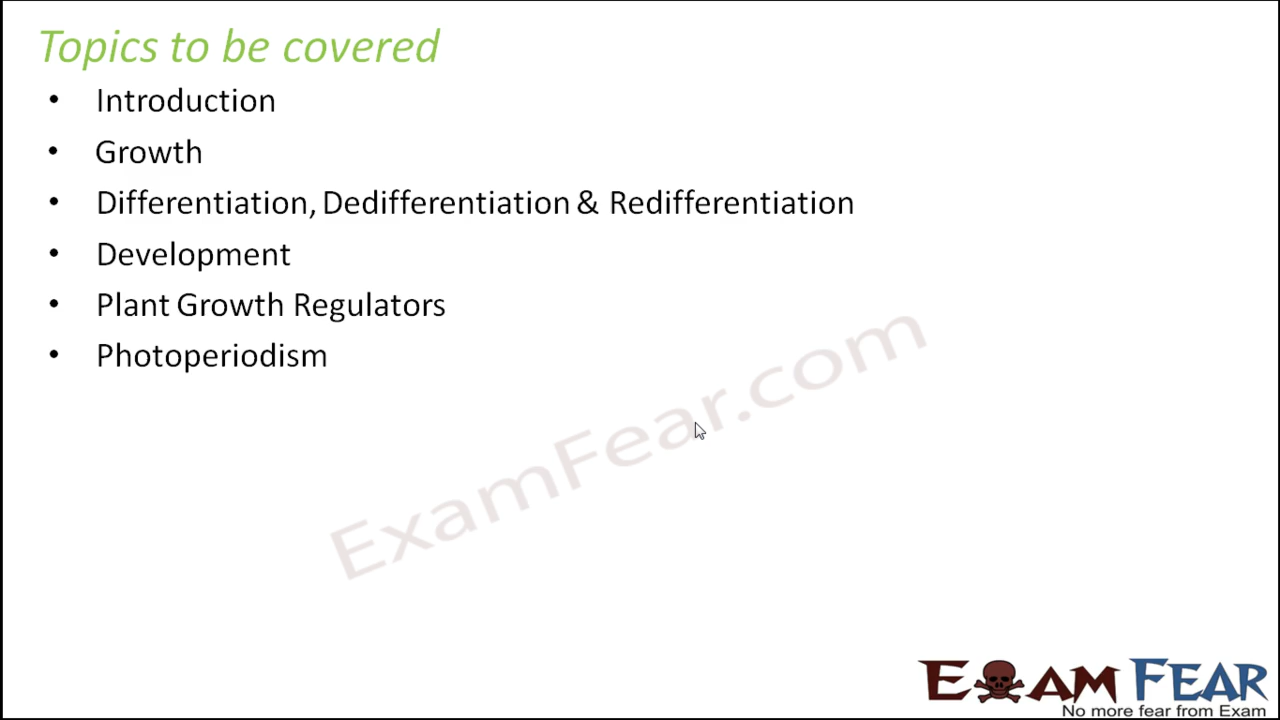 Topics to be covered
• Introduction
• Growth
• Differentiation, Dedifferentiation & Redifferentiation
• Development
• Plant Growth Regulators
• Photoperiodism
ExamFear.com
EXAM FEAR
No more fear from Exam